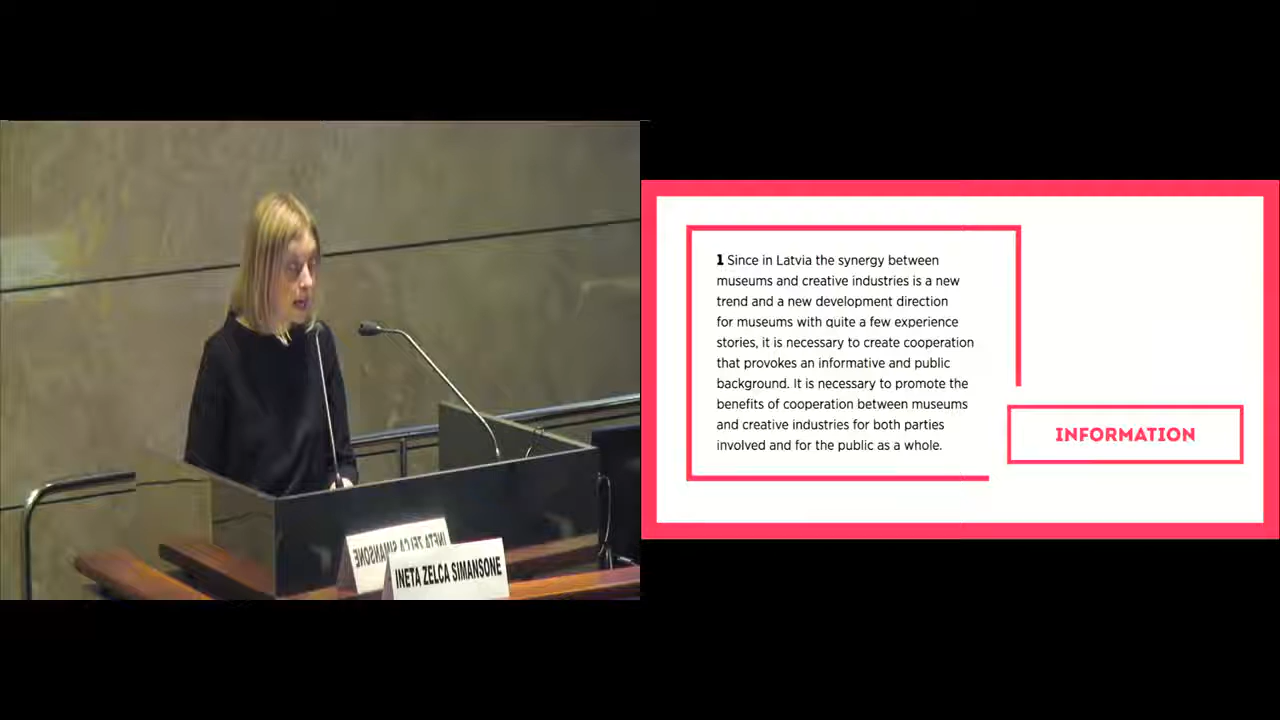 INETA ZELCA SIMANSONE
INETA ZELCA SIMANSONE
1 Since in Latvia the synergy between
museums and creative industries is a new
trend and a new development direction
for museums with quite a few experience
stories, it is necessary to create cooperation
that provokes an informative and public
background. It is necessary to promote the
benefits of cooperation between museums
and creative industries for both parties
involved and for the public as a whole.
INFORMATION